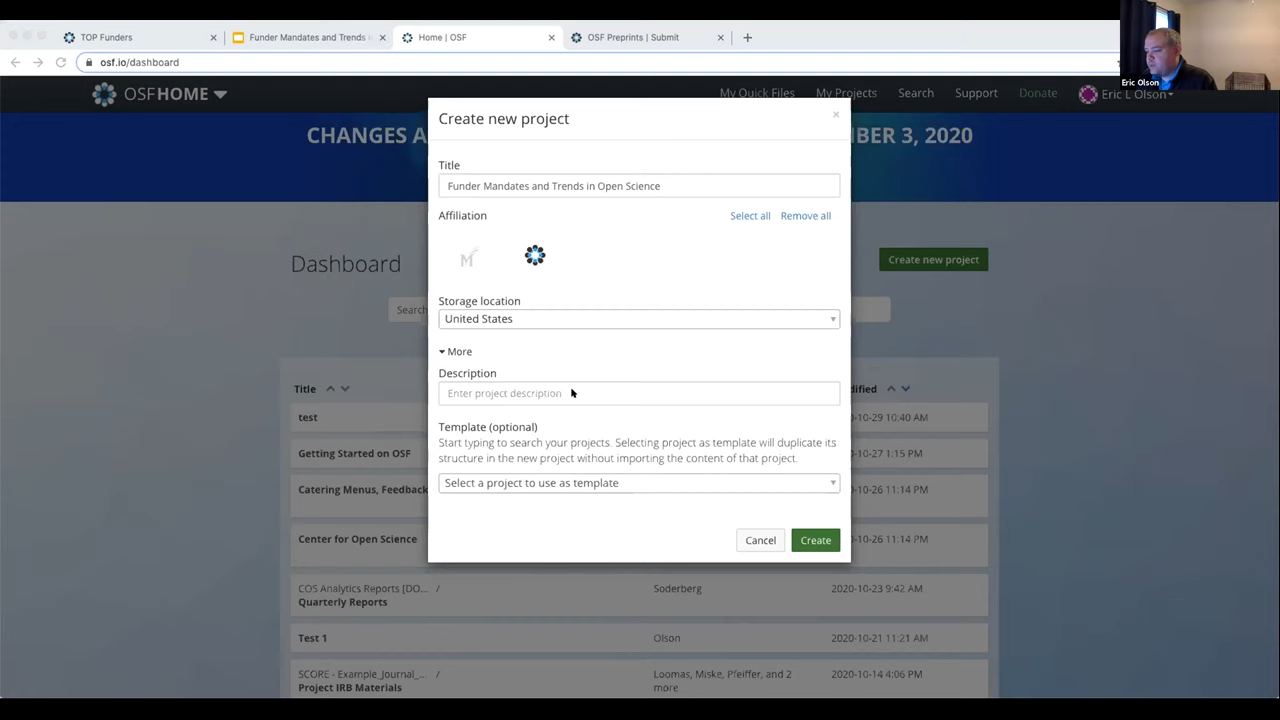 TOP Funders
Funder Mandates and Trends i
Home | OSF
OSF Preprints | Submit
osf.io/dashboard
OSFHOME
My Quick Files
My Projects
Search
Support
Donate
Eric L Olson
Eric Olson
CHANGES A
BER 3, 2020
Dashboard
Create new project
Search
Title
dified
test
0-10-29 10:40 AM
Getting Started on OSF
0-10-27 1:15 PM
Catering Menus, Feedback
0-10-26 11:14 PM
Center for Open Science
0-10-26 11:14 PM
COS Analytics Reports [DO... /
Quarterly Reports
Soderberg
2020-10-23 9:42 AM
Test 1
Olson
2020-10-21 11:21 AM
SCORE - Example_Journal_... /
Project IRB Materials
Loomas, Miske, Pfeiffer, and 2
more
2020-10-14 4:06 PM
Create new project
×
Title
Funder Mandates and Trends in Open Science
Affiliation
Select all
Remove all
M
Storage location
United States
More
Description
Enter project description
Template (optional)
Start typing to search your projects. Selecting project as template will duplicate its
structure in the new project without importing the content of that project.
Select a project to use as template
Cancel
Create